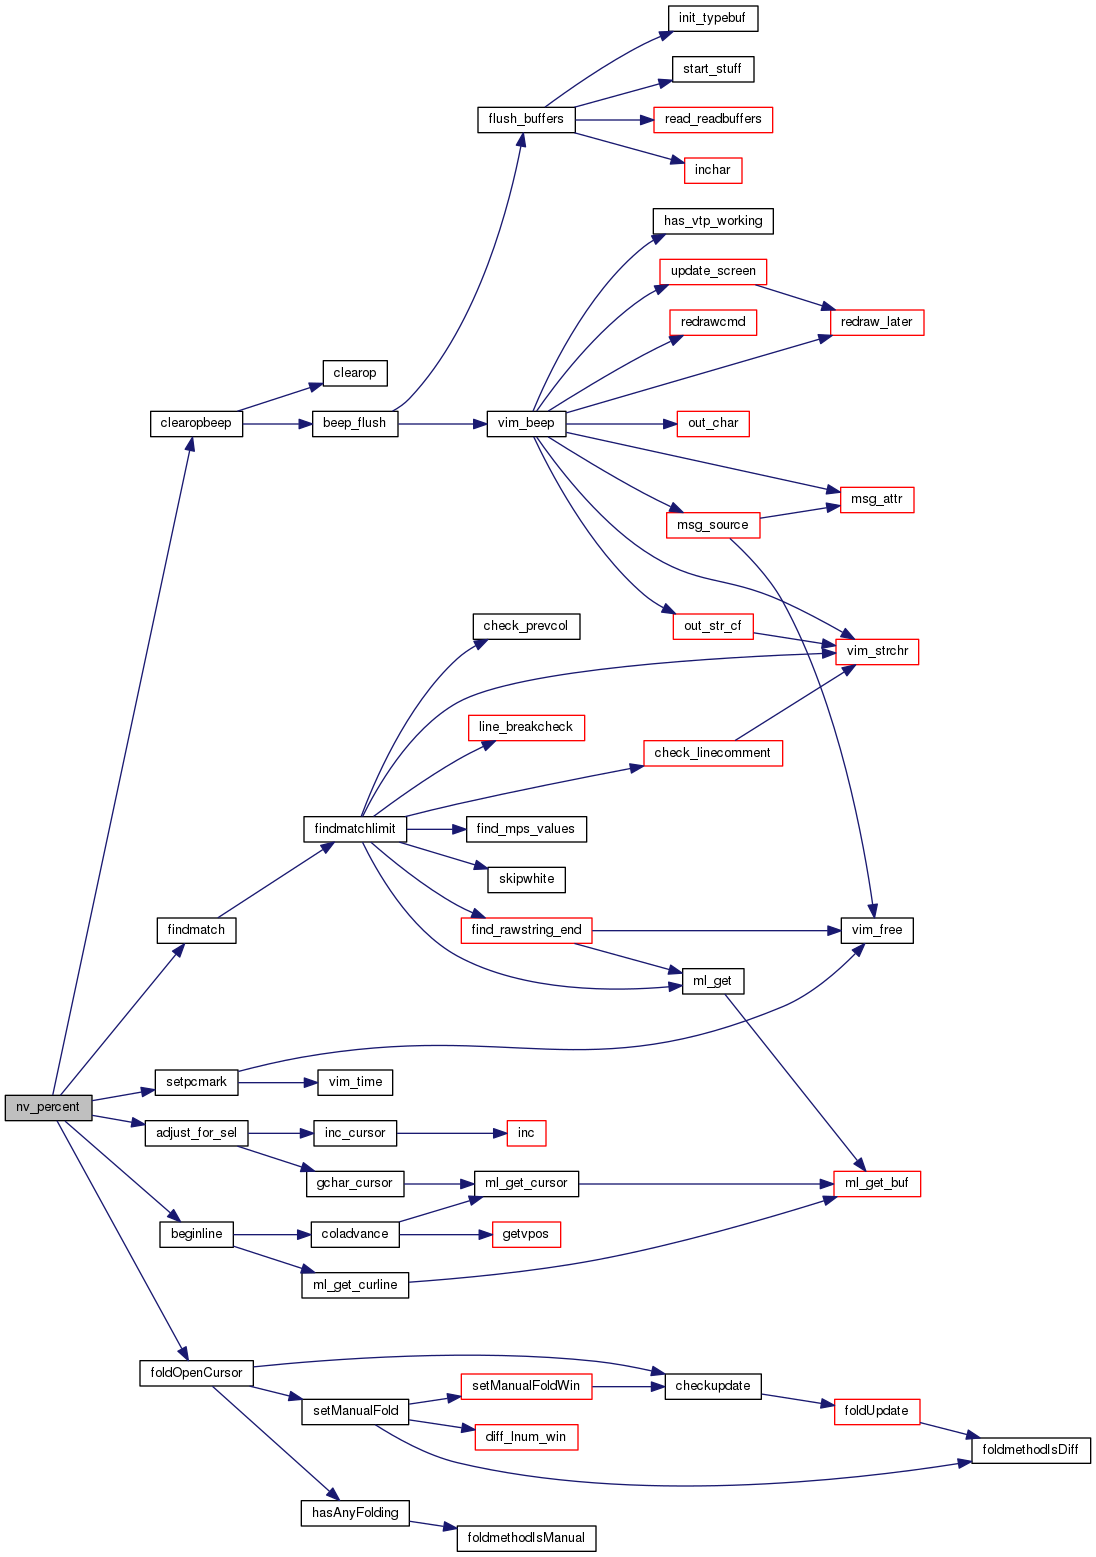 init_typebuf
start_stuff
flush_buffers
read_readbuffers
inchar
has_vtp_working
update_screen
redrawcmd
redraw_later
clearop
clearopbeep
beep_flush
vim_beep
out_char
msg_attr
msg_source
check_prevcol
out_str_cf
vim_strchr
line_breakcheck
check_linecomment
findmatchlimit
find_mps_values
skipwhite
findmatch
find_rawstring_end
vim_free
ml_get
setpcmark
vim_time
nv_percent
adjust_for_sel
inc_cursor
inc
gchar_cursor
ml_get_cursor
ml_get_buf
beginline
coladvance
getvpos
ml_get_curline
foldOpenCursor
setManualFoldWin
checkupdate
setManualFold
foldUpdate
diff_lnum_win
foldmethodIsDiff
hasAnyFolding
foldmethodIsManual